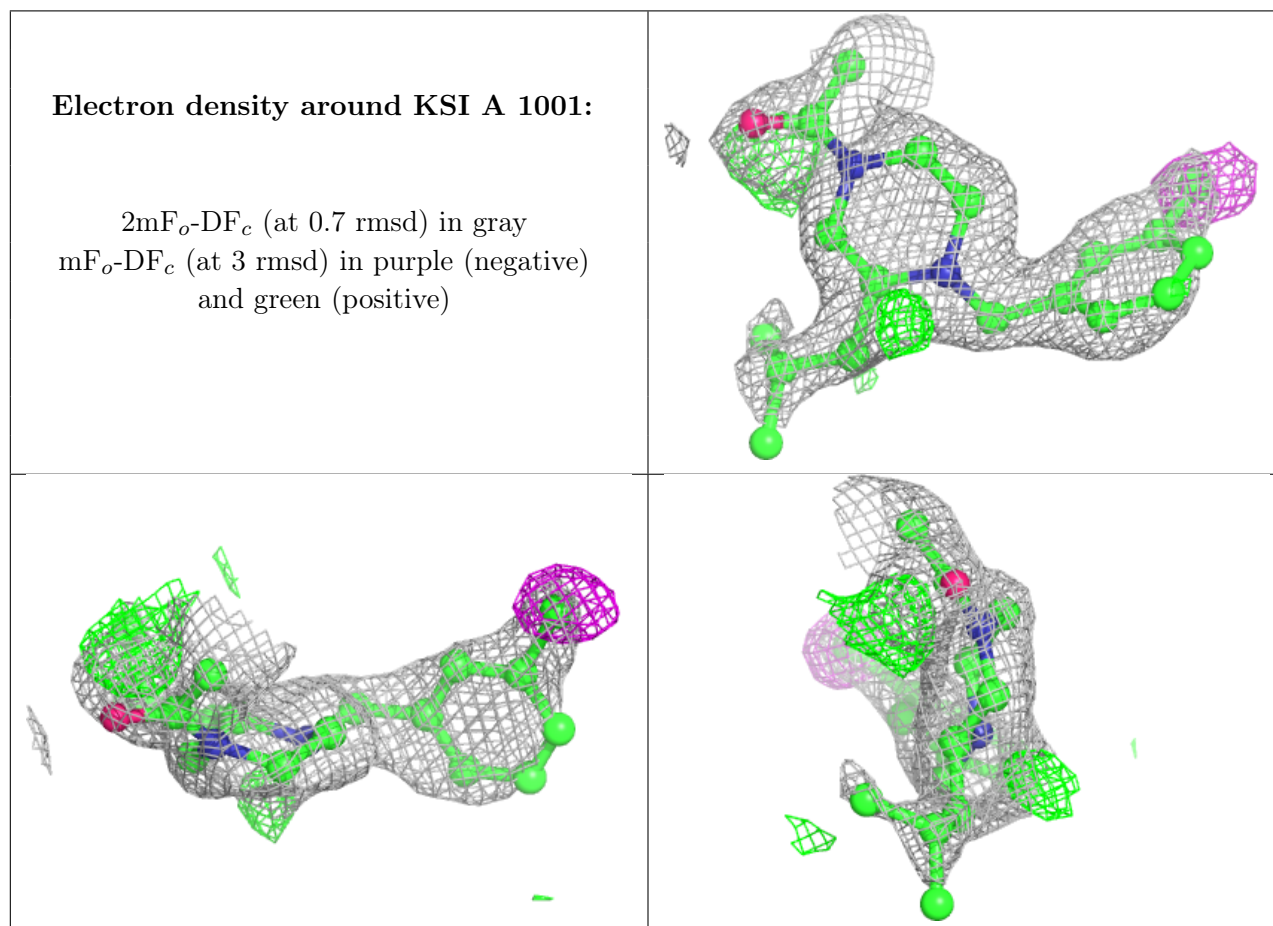 Electron density around KSI A 1001:
2mFo-DFc (at 0.7 rmsd) in gray
mFo-DFc (at 3 rmsd) in purple (negative)
and green (positive)